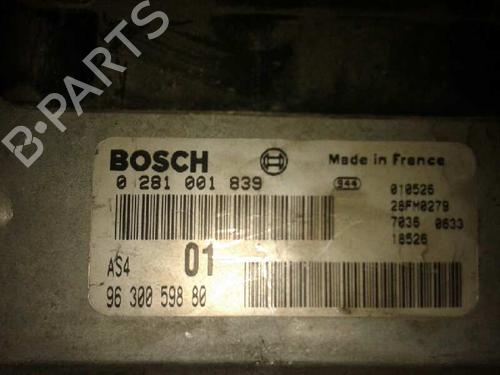 B-PARTS
BOSCH
Made in France
0 281 001 839
944
010526
28FM0279
7036 0633
18526
AS4
01
96 300 598 80